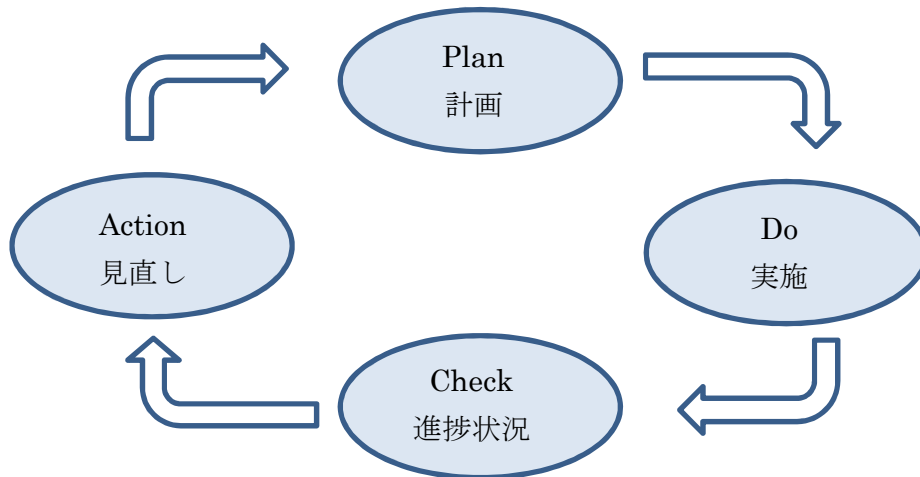 Plan
計画
Do
実施
Check
進捗状況
Action
見直し